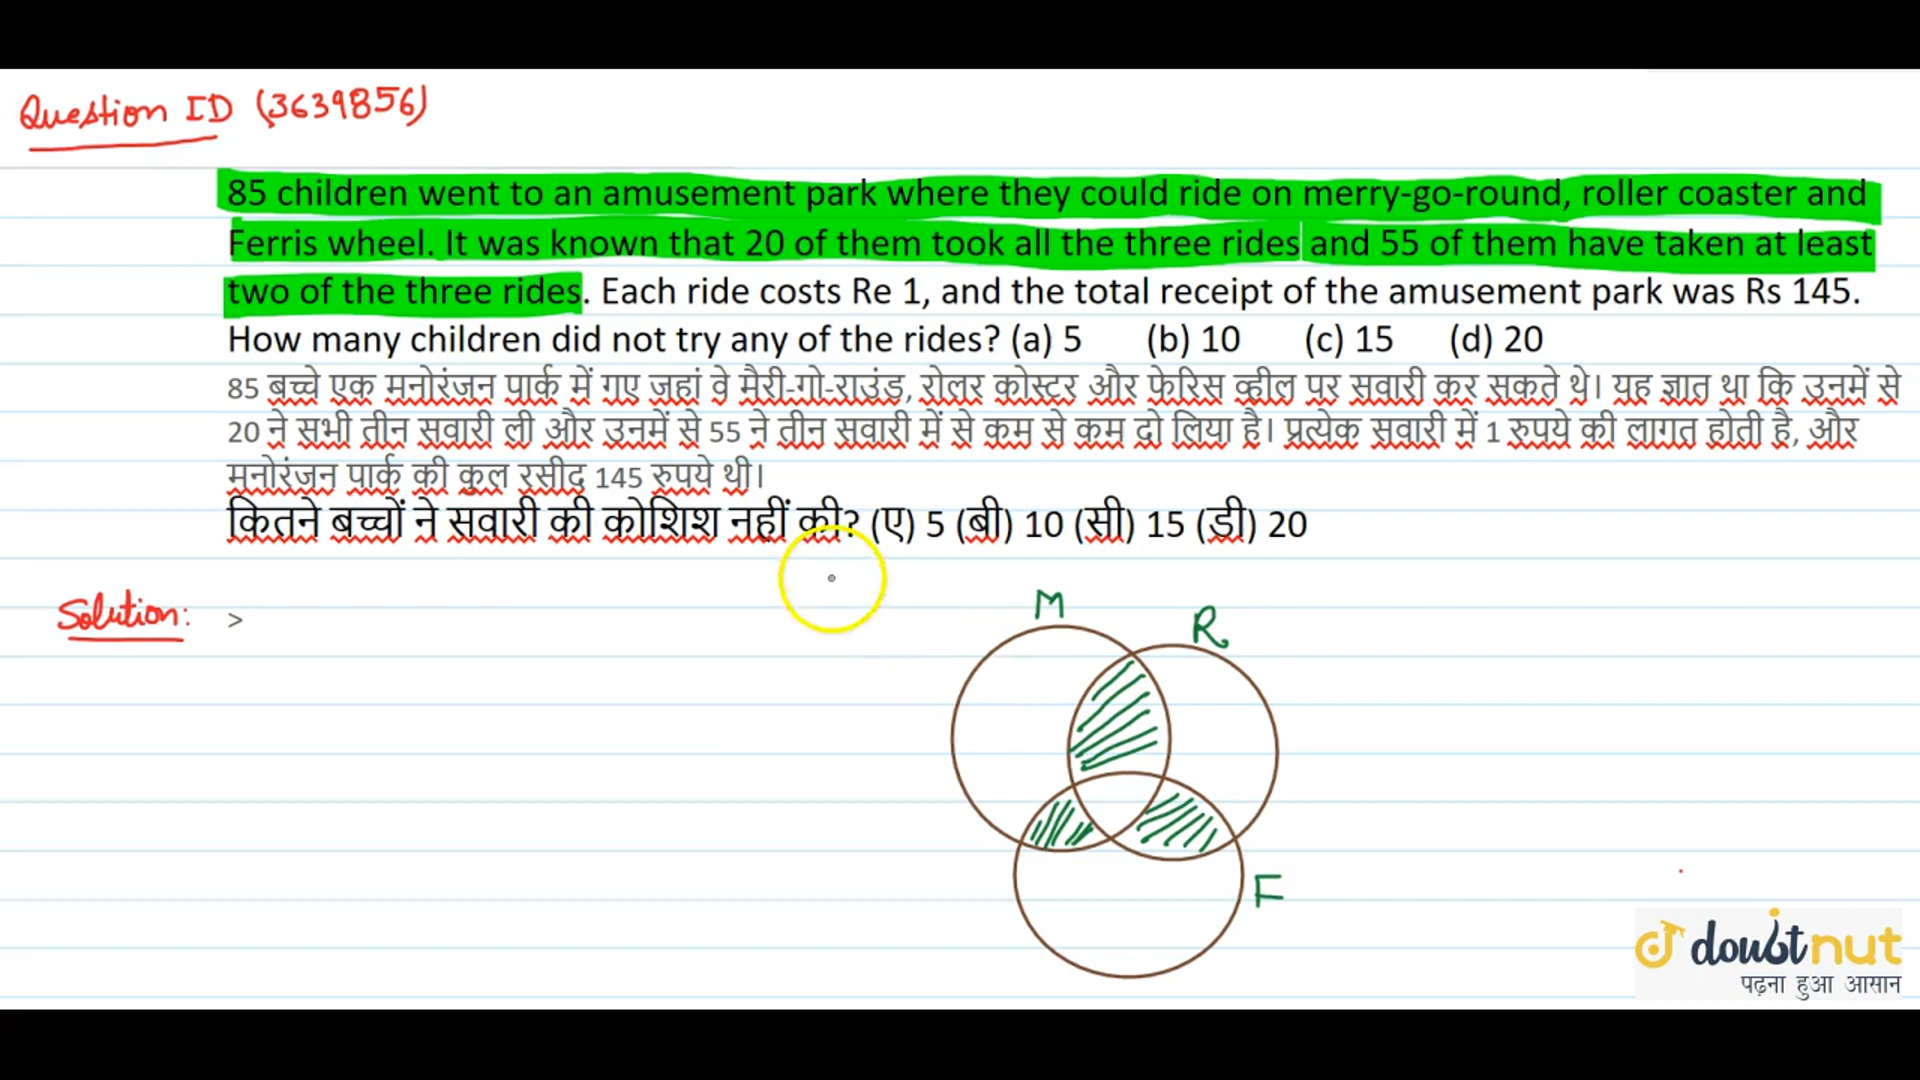 Question ID (3639856)
85 children went to an amusement park where they could ride on merry-go-round, roller coaster and
Ferris wheel. It was known that 20 of them took all the three rides and 55 of them have taken at least
two of the three rides. Each ride costs Re 1, and the total receipt of the amusement park was Rs 145.
How many children did not try any of the rides? (a) 5 (b) 10 (c) 15 (d) 20
85 बच्चे एक मनोरंजन पार्क में गए जहां वे मैरी-गो-राउंड, रोलर कोस्टर और फेरिस व्हील पर सवारी कर सकते थे। यह ज्ञात था कि उनमें से
20 ने सभी तीन सवारी ली और उनमें से 55 ने तीन सवारी में से कम से कम दो लिया है। प्रत्येक सवारी में 1 रुपये की लागत होती है, और
मनोरंजन पार्क की कुल रसीद 145 रुपये थी।
कितने बच्चों ने सवारी की कोशिश नहीं की? (ए) 5 (बी) 10 (सी) 15 (डी) 20
Solution: >
M
R
F
doubtnut
पढ़ना हुआ आसान